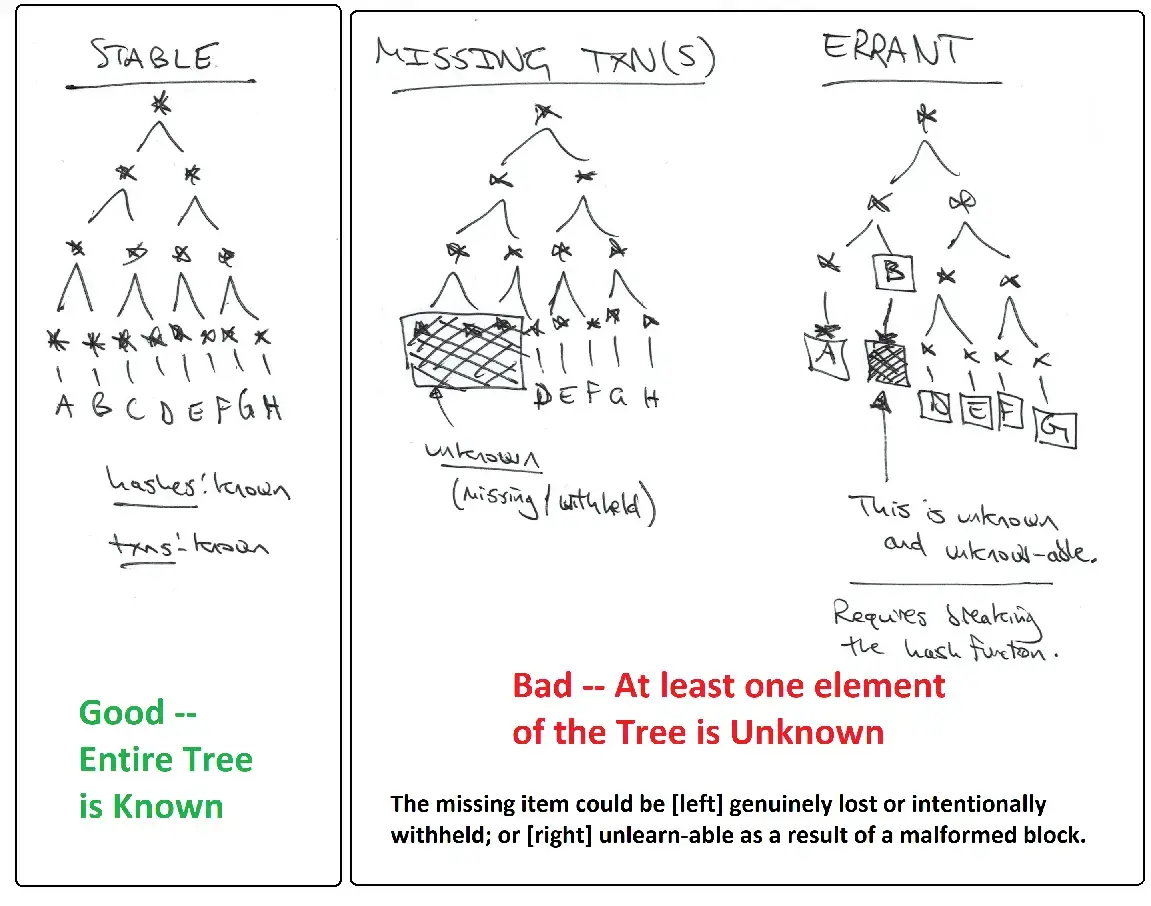 STABLE
A B C D E F G H
hashes: known
txns: known
Good --
Entire Tree
is Known
MISSING TXN(S)
D E F G H
unknown
(missing/withheld)
ERRANT
B
A
D E F G
This is unknown
and unknow-able.
Requires breaking
the hash function.
Bad -- At least one element
of the Tree is Unknown
The missing item could be [left] genuinely lost or intentionally
withheld; or [right] unlearn-able as a result of a malformed block.